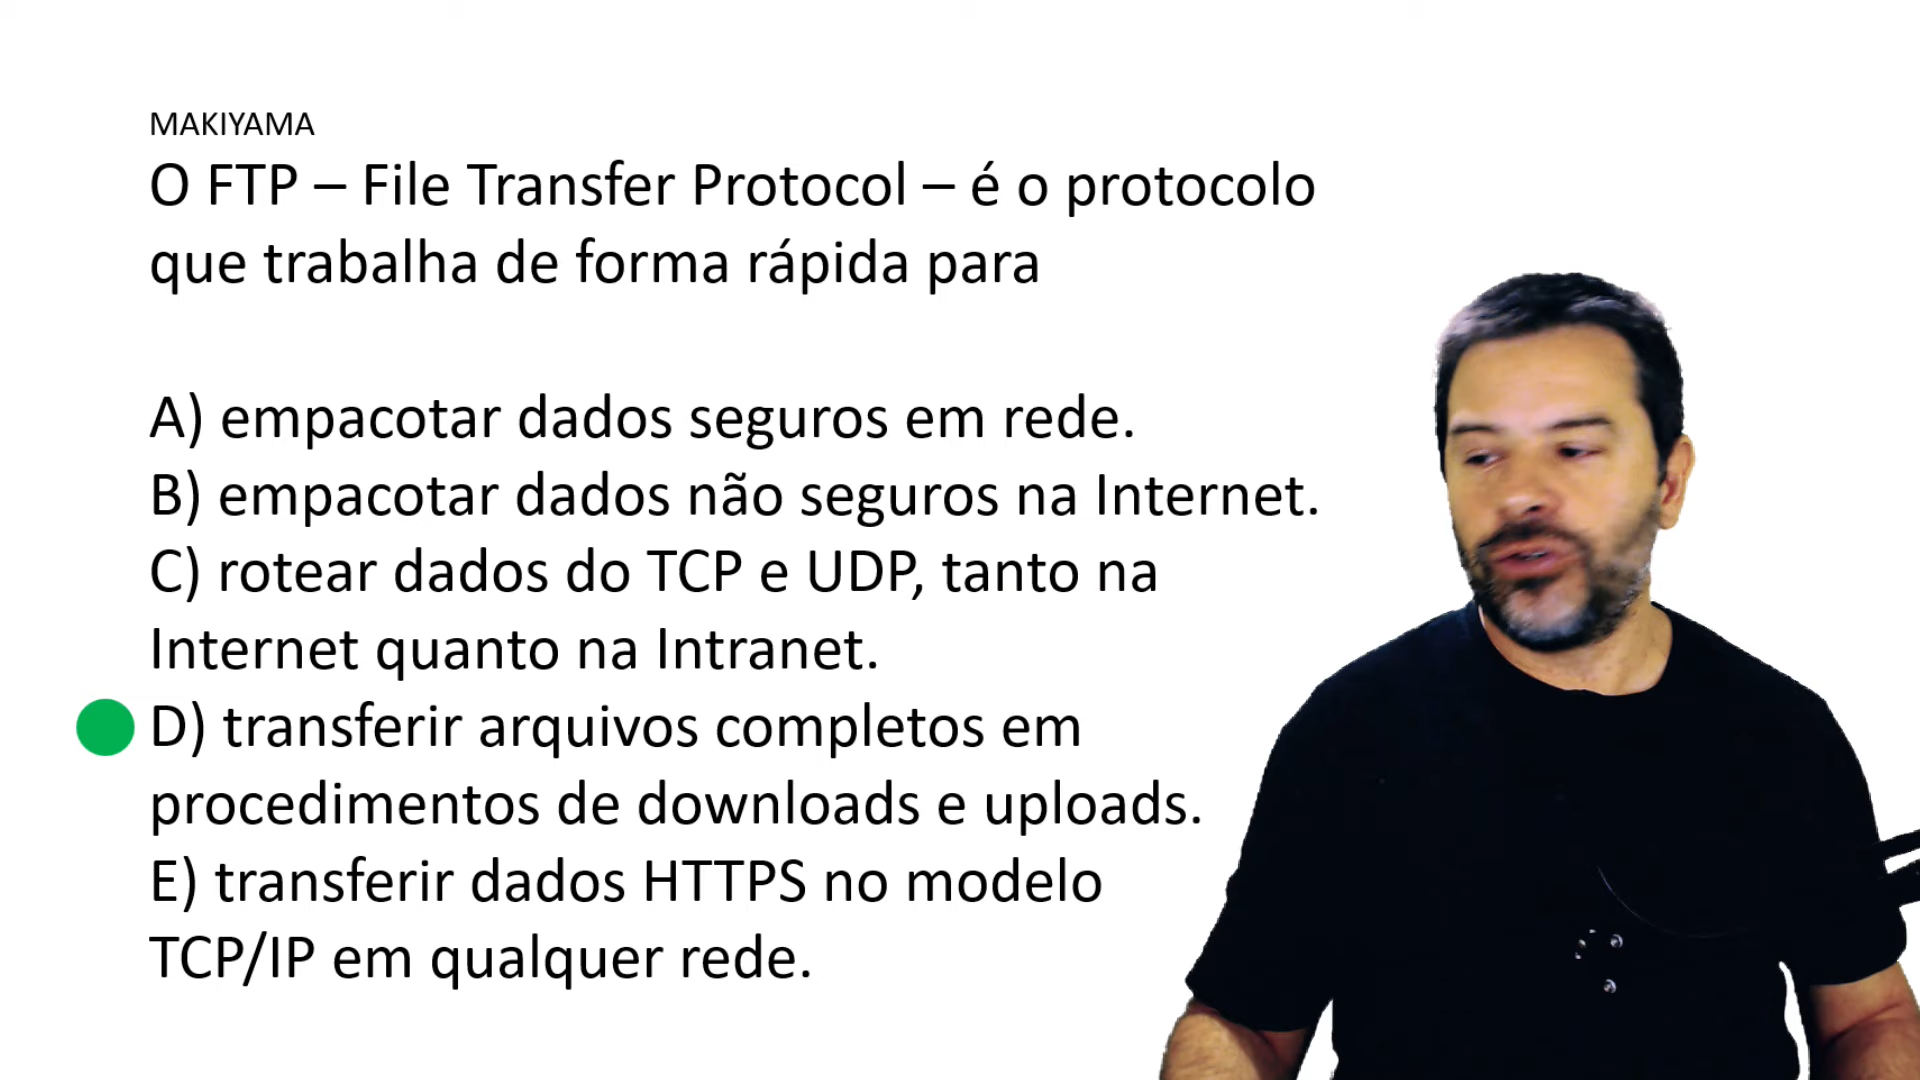 MAKIYAMA
O FTP – File Transfer Protocol – é o protocolo
que trabalha de forma rápida para
A) empacotar dados seguros em rede.
B) empacotar dados não seguros na Internet.
C) rotear dados do TCP e UDP, tanto na
Internet quanto na Intranet.
D) transferir arquivos completos em
procedimentos de downloads e uploads.
E) transferir dados HTTPS no modelo
TCP/IP em qualquer rede.